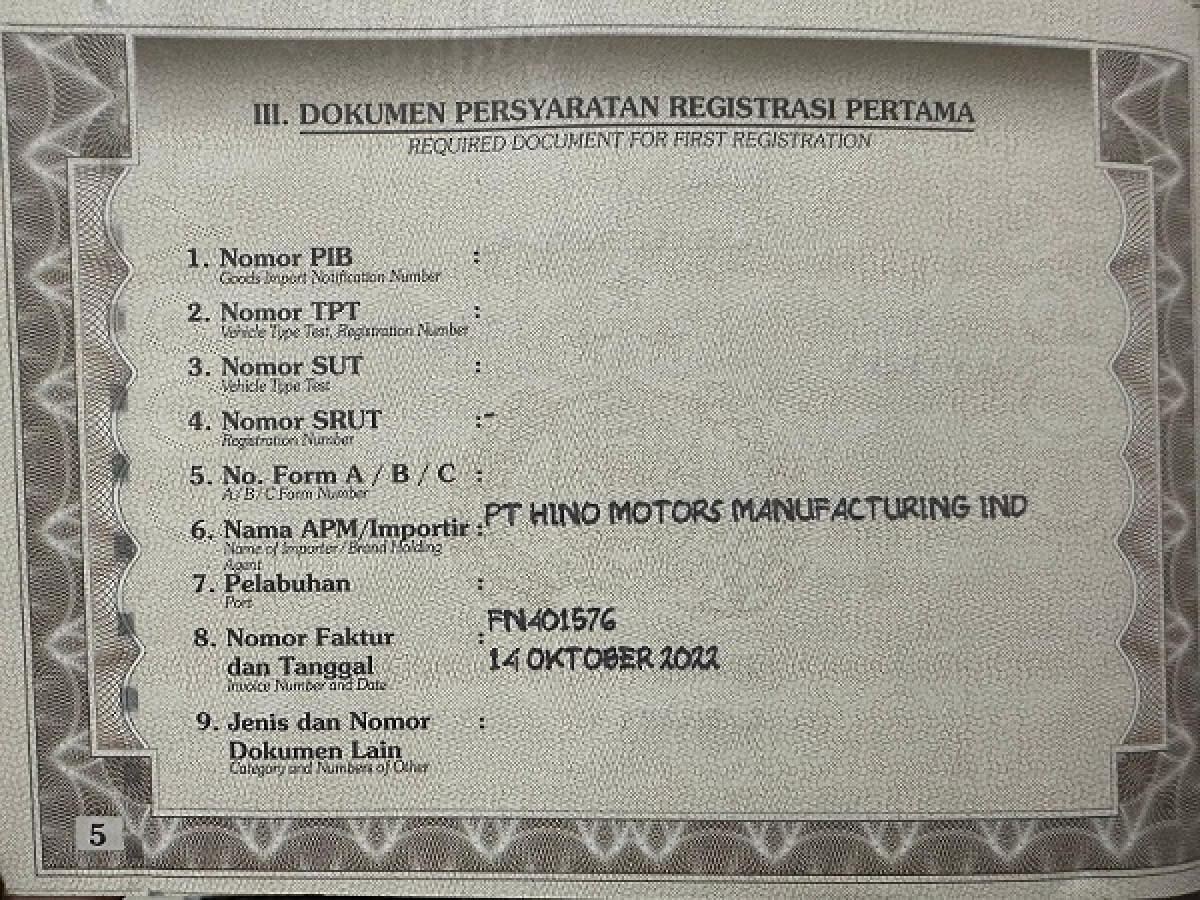 III. DOKUMEN PERSYARATAN REGISTRASI PERTAMA
REQUIRED DOCUMENT FOR FIRST REGISTRATION
1. Nomor PIB :
Goods Import Notification Number
2. Nomor TPT :
Vehicle Type Test, Registration Number
3. Nomor SUT :
Vehicle Type Test
4. Nomor SRUT :-
Registration Number
5. No. Form A / B / C :
A / B / C Form Number
6. Nama APM/Importir : PT HINO MOTORS MANUFACTURING IND
Name of Importer / Brand Holding
Agent
7. Pelabuhan :
Port
FN401576
8. Nomor Faktur :
dan Tanggal 14 OKTOBER 2022
Invoice Number and Date
9. Jenis dan Nomor :
Dokumen Lain
Category and Numbers of Other
5